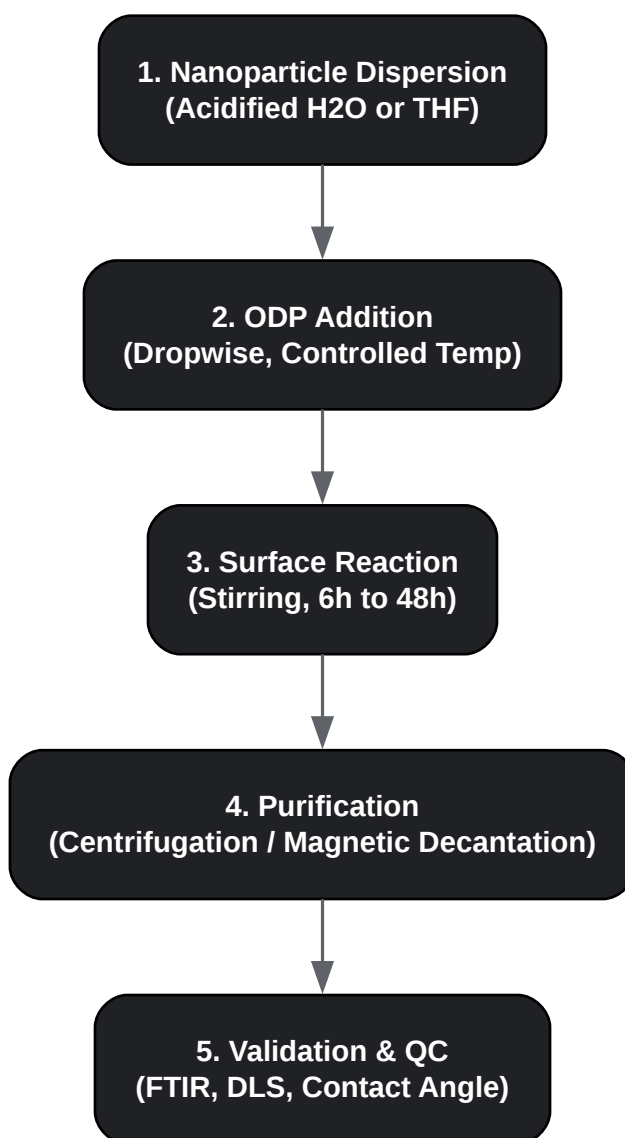 1. Nanoparticle Dispersion
(Acidified H2O or THF)
2. ODP Addition
(Dropwise, Controlled Temp)
3. Surface Reaction
(Stirring, 6h to 48h)
4. Purification
(Centrifugation / Magnetic Decantation)
5. Validation & QC
(FTIR, DLS, Contact Angle)